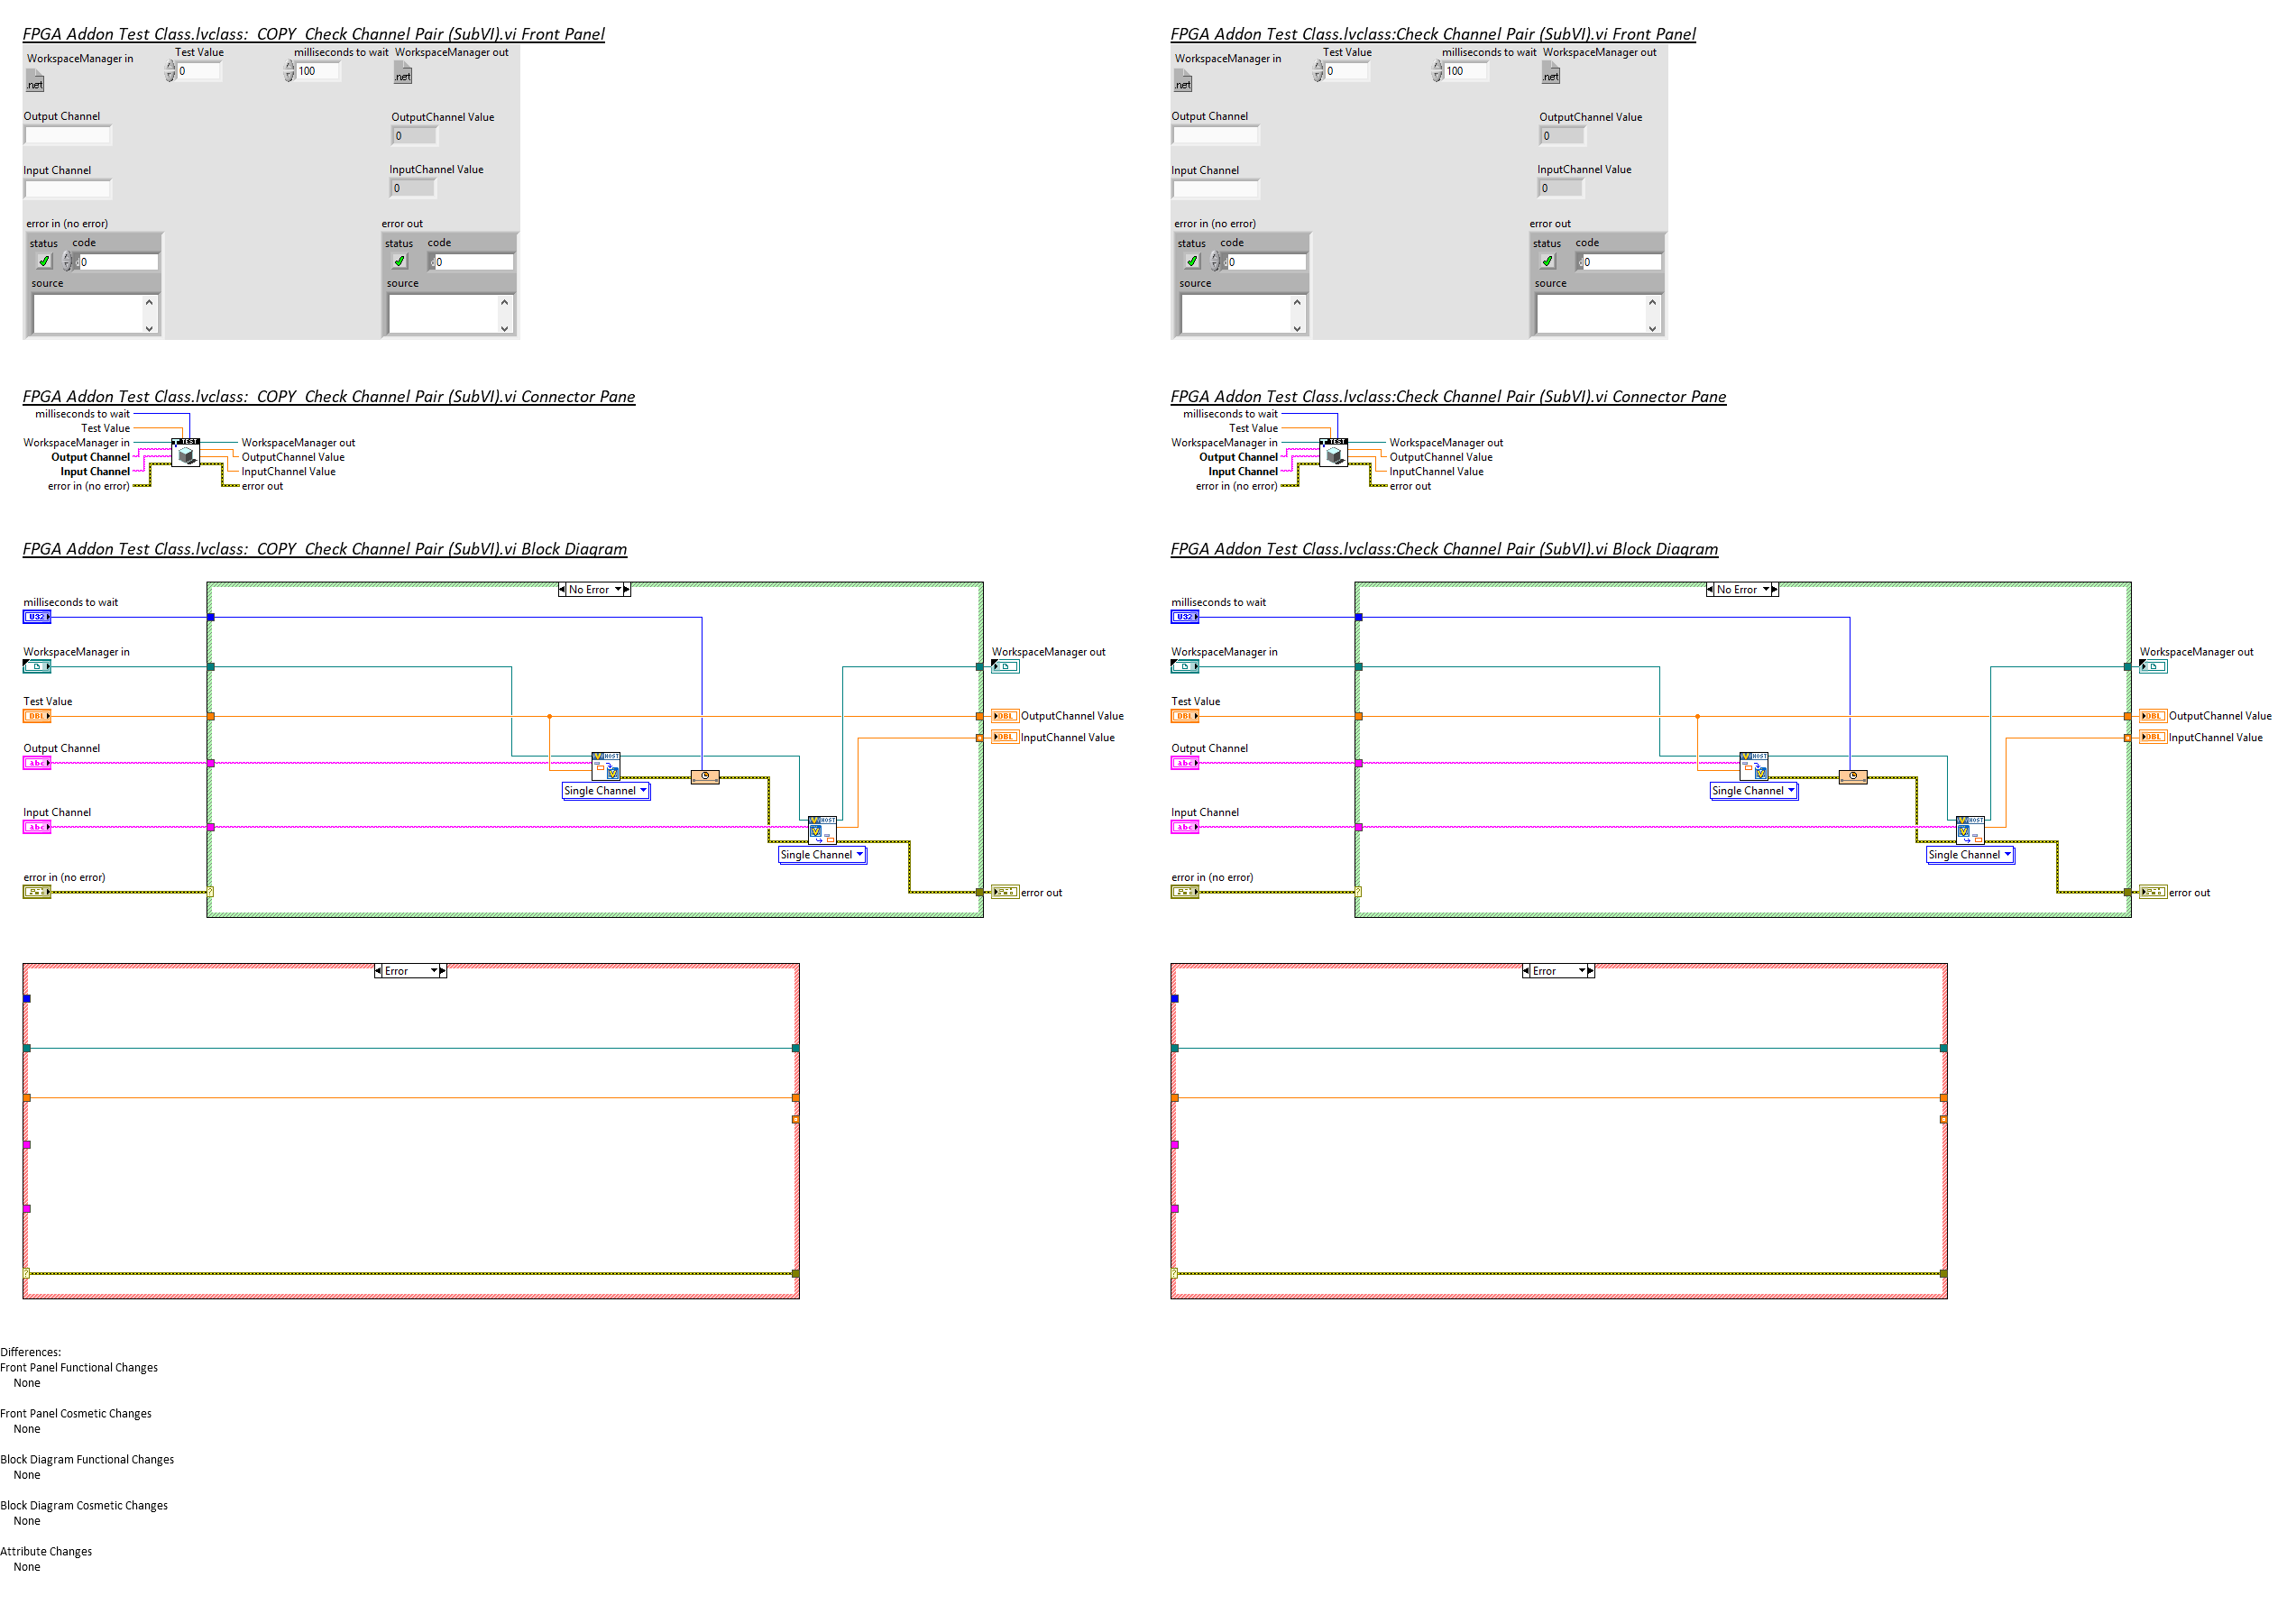 FPGA Addon Test Class.lvclass:  COPY  Check Channel Pair (SubVI).vi Front Panel
WorkspaceManager in
Test Value
milliseconds to wait
WorkspaceManager out
.net
0
100
.net
Output Channel
OutputChannel Value
0
Input Channel
InputChannel Value
0
error in (no error)
error out
status
code
0
status
code
0
source
source
FPGA Addon Test Class.lvclass:Check Channel Pair (SubVI).vi Front Panel
WorkspaceManager in
Test Value
milliseconds to wait
WorkspaceManager out
.net
0
100
.net
Output Channel
OutputChannel Value
0
Input Channel
InputChannel Value
0
error in (no error)
error out
status
code
0
status
code
0
source
source
FPGA Addon Test Class.lvclass:  COPY  Check Channel Pair (SubVI).vi Connector Pane
milliseconds to wait
Test Value
WorkspaceManager in
Output Channel
Input Channel
error in (no error)
TEST
WorkspaceManager out
OutputChannel Value
InputChannel Value
error out
FPGA Addon Test Class.lvclass:Check Channel Pair (SubVI).vi Connector Pane
milliseconds to wait
Test Value
WorkspaceManager in
Output Channel
Input Channel
error in (no error)
TEST
WorkspaceManager out
OutputChannel Value
InputChannel Value
error out
FPGA Addon Test Class.lvclass:  COPY  Check Channel Pair (SubVI).vi Block Diagram
No Error
milliseconds to wait
U32
WorkspaceManager in
WorkspaceManager out
Test Value
DBL
DBL OutputChannel Value
DBL InputChannel Value
Output Channel
abc
HOST
Single Channel
Input Channel
abc
HOST
Single Channel
error in (no error)
error out
Error
FPGA Addon Test Class.lvclass:Check Channel Pair (SubVI).vi Block Diagram
No Error
milliseconds to wait
U32
WorkspaceManager in
WorkspaceManager out
Test Value
DBL
DBL OutputChannel Value
DBL InputChannel Value
Output Channel
abc
HOST
Single Channel
Input Channel
abc
HOST
Single Channel
error in (no error)
error out
Error
Differences:
Front Panel Functional Changes
None
Front Panel Cosmetic Changes
None
Block Diagram Functional Changes
None
Block Diagram Cosmetic Changes
None
Attribute Changes
None